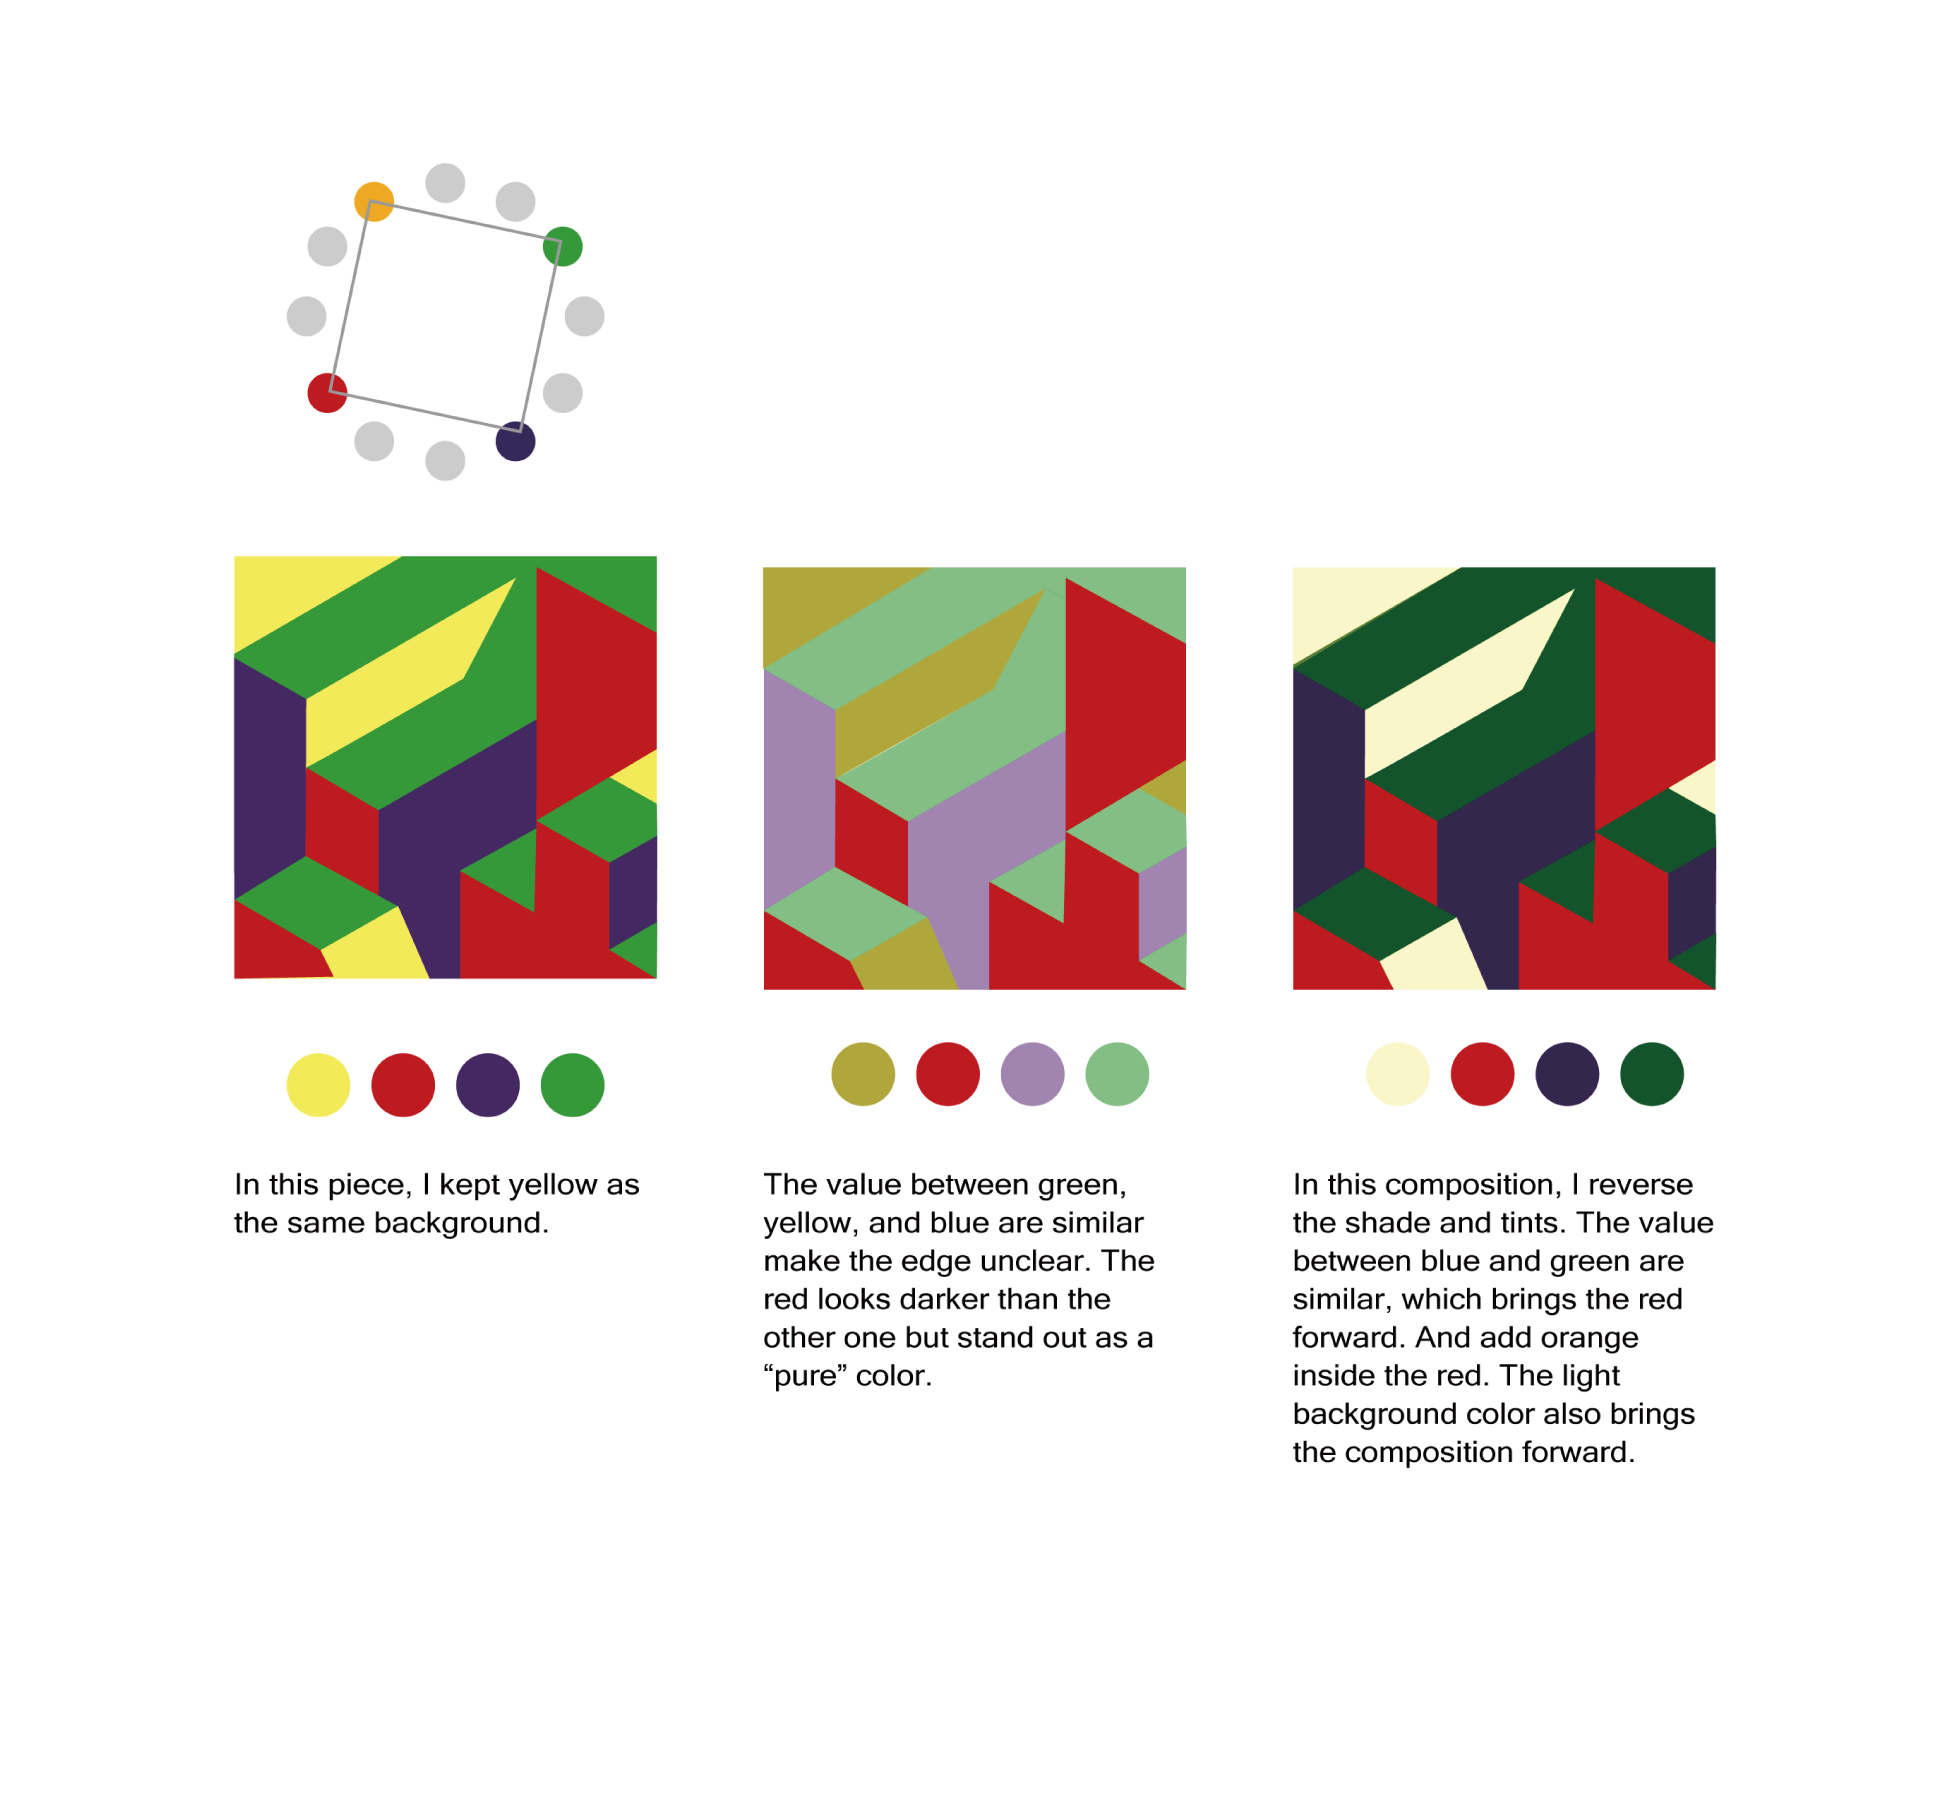 In this piece, I kept yellow as
the same background.
The value between green,
yellow, and blue are similar
make the edge unclear. The
red looks darker than the
other one but stand out as a
“pure” color.
In this composition, I reverse
the shade and tints. The value
between blue and green are
similar, which brings the red
forward. And add orange
inside the red. The light
background color also brings
the composition forward.